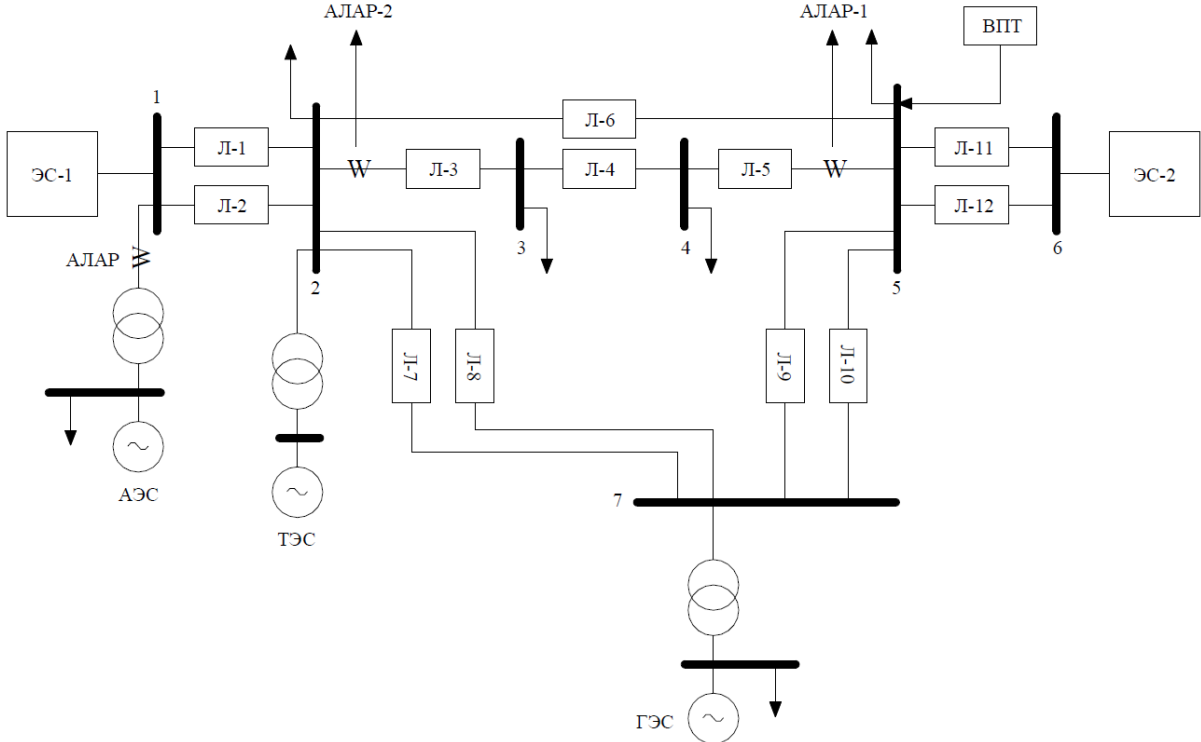 АЛАР-2
АЛАР-1
ВПТ
1
Л-1
Л-6
Л-11
ЭС-1
W
Л-3
Л-4
Л-5
W
ЭС-2
Л-2
Л-12
3
4
6
АЛАР
W
2
5
Л-7
Л-8
Л-9
Л-10
АЭС
7
ТЭС
ГЭС